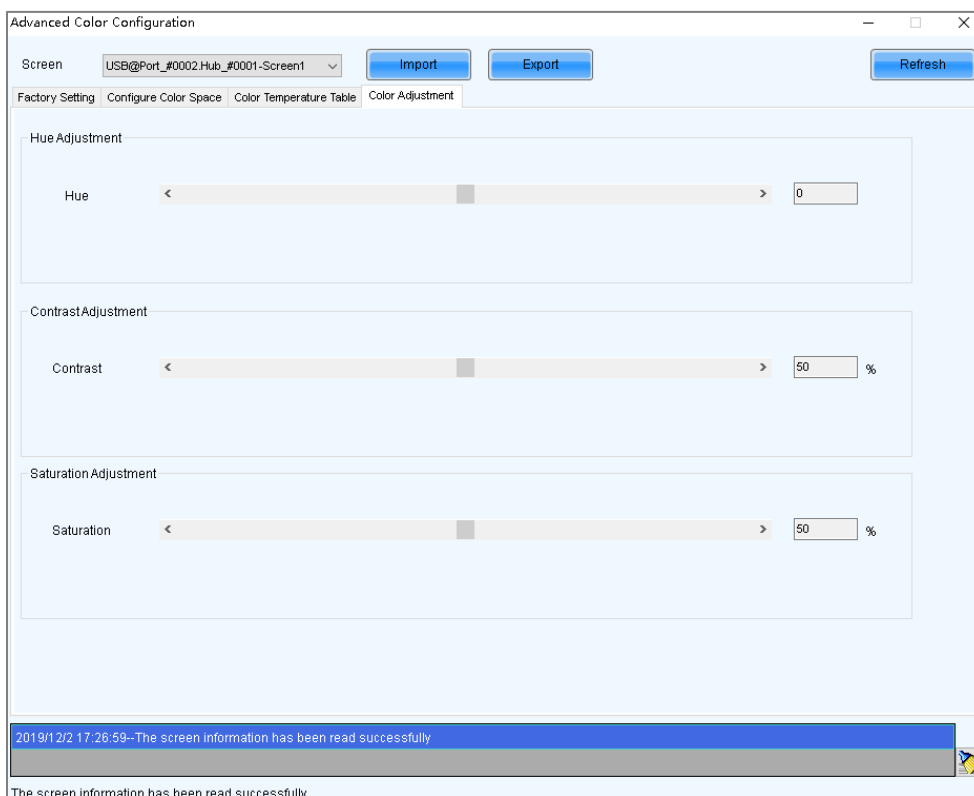 Advanced Color Configuration
Screen USB@Port_#0002.Hub_#0001-Screen1 Import Export Refresh
Factory Setting Configure Color Space Color Temperature Table Color Adjustment
Hue Adjustment
Hue 0
Contrast Adjustment
Contrast 50 %
Saturation Adjustment
Saturation 50 %
2019/12/2 17:26:59--The screen information has been read successfully
The screen information has been read successfully